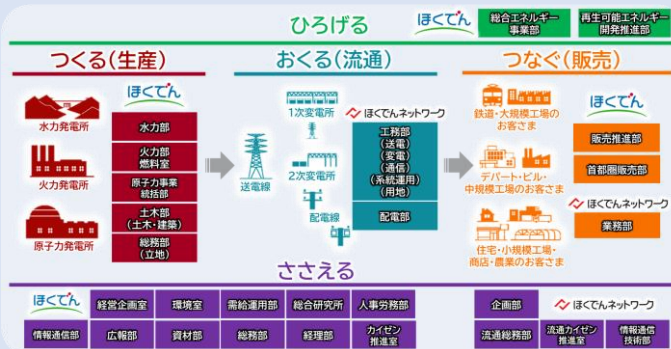 ひろげる
ほくでん
総合エネルギー
事業部
再生可能エネルギー
開発推進部
つくる(生産)
ほくでん
水力発電所
火力発電所
原子力発電所
水力部
火力部
燃料室
原子力事業
統括部
土木部
(土木・建築)
総務部
(立地)
おくる(流通)
1次変電所
送電線
2次変電所
配電線
ほくでんネットワーク
工務部
(送電)
(変電)
(通信)
(系統運用)
(用地)
配電部
つなぐ(販売)
鉄道・大規模工場の
お客さま
デパート・ビル・
中規模工場のお客さま
住宅・小規模工場・
商店・農業のお客さま
ほくでん
販売推進部
首都圏販売部
ほくでんネットワーク
業務部
ささえる
ほくでん
経営企画室
環境室
需給運用部
総合研究所
人事労務部
情報通信部
広報部
資材部
総務部
経理部
カイゼン
推進室
企画部
ほくでんネットワーク
流通総務部
流通カイゼン
推進室
情報通信
技術部